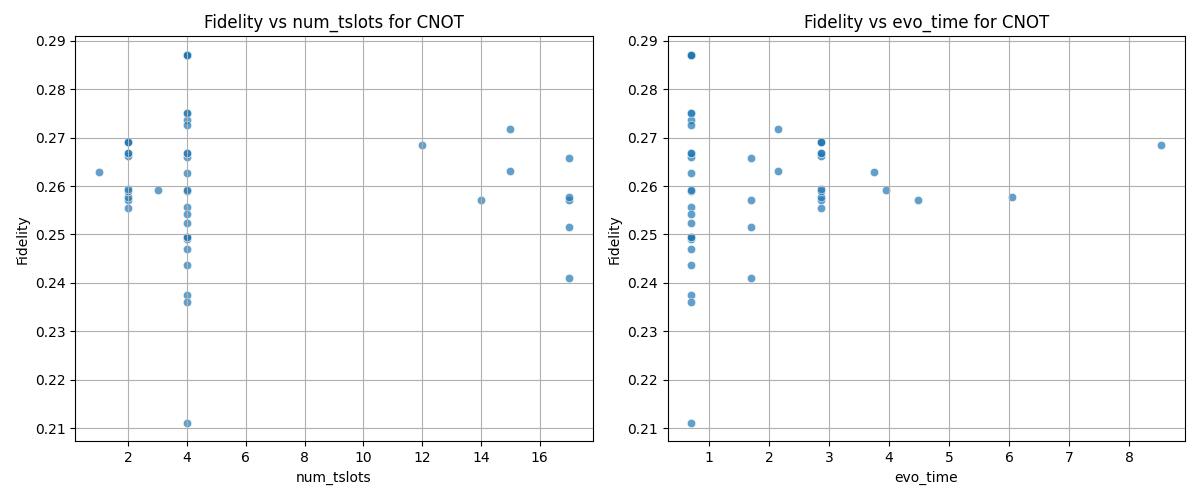 Fidelity vs num_tslots for CNOT
0.29
0.28
0.27
0.26
0.25
0.24
0.23
0.22
0.21
Fidelity
2 4 6 8 10 12 14 16
num_tslots
Fidelity vs evo_time for CNOT
0.29
0.28
0.27
0.26
0.25
0.24
0.23
0.22
0.21
Fidelity
1 2 3 4 5 6 7 8
evo_time